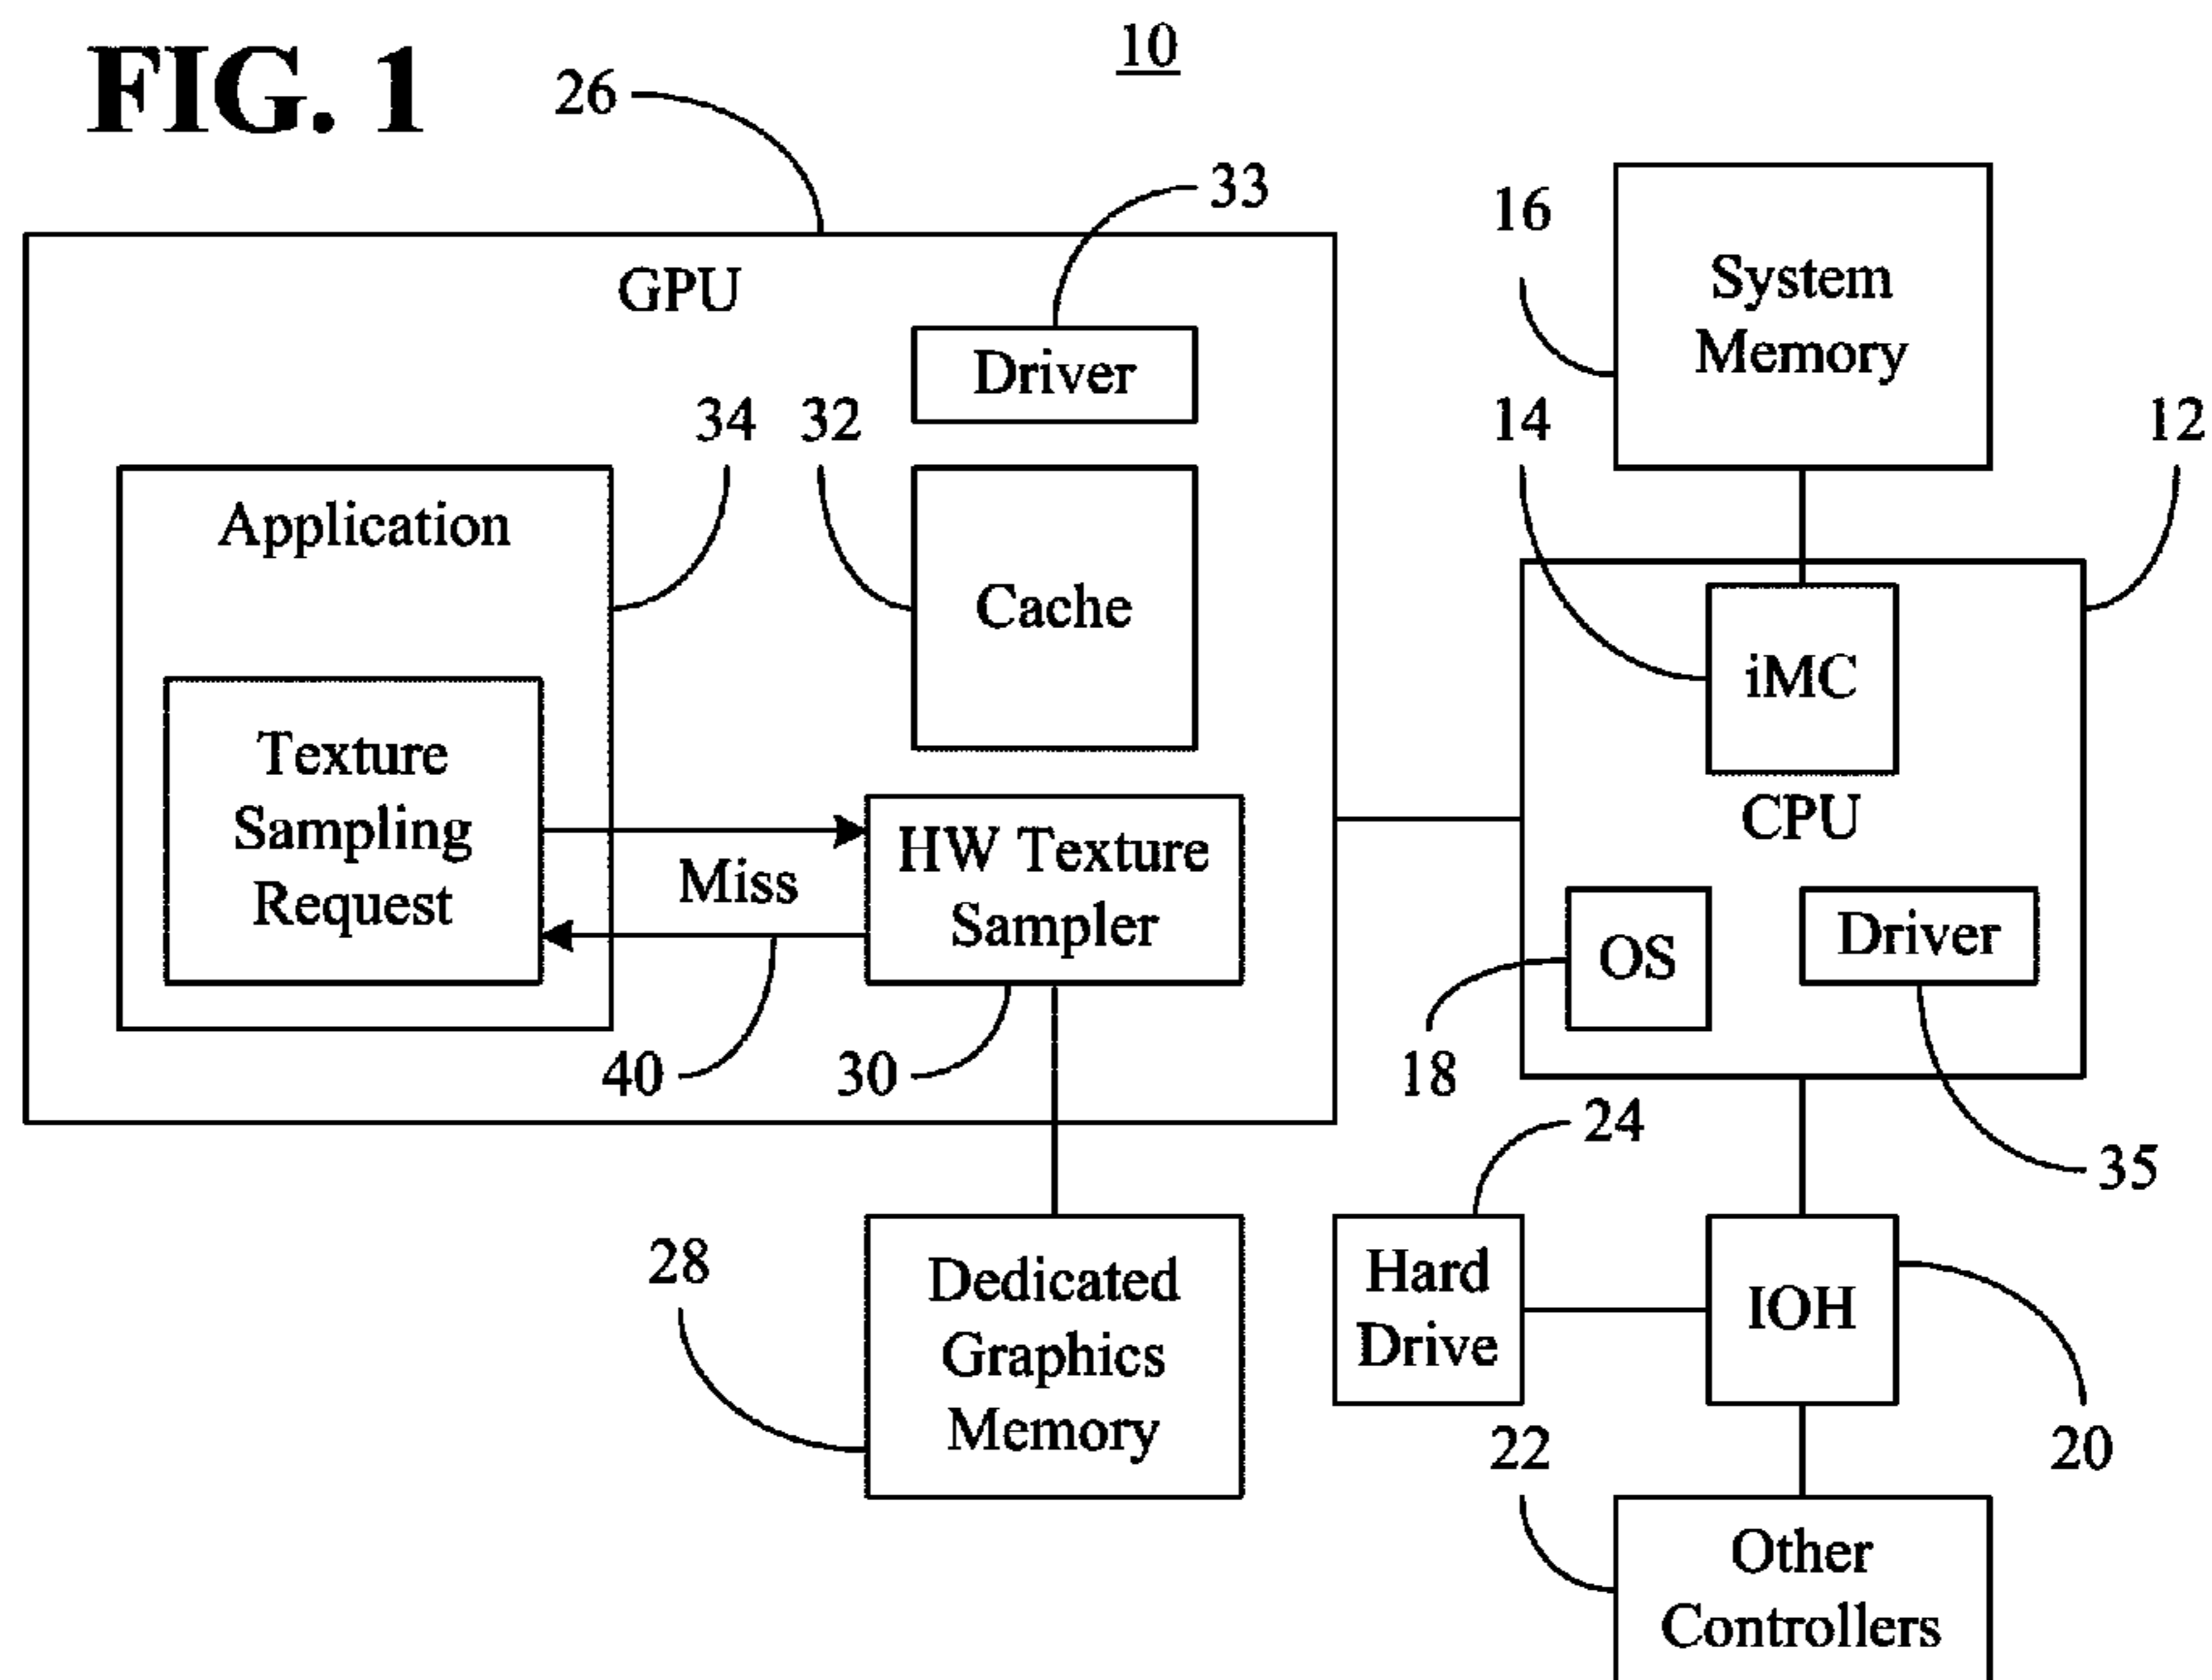 FIG. 1
10
26
33
GPU
Driver
34
32
Application
Cache
Texture
Sampling
Request
Miss
HW Texture
Sampler
40
30
28
Dedicated
Graphics
Memory
16
System
Memory
14
12
iMC
CPU
OS
Driver
18
24
35
Hard
Drive
IOH
22
20
Other
Controllers